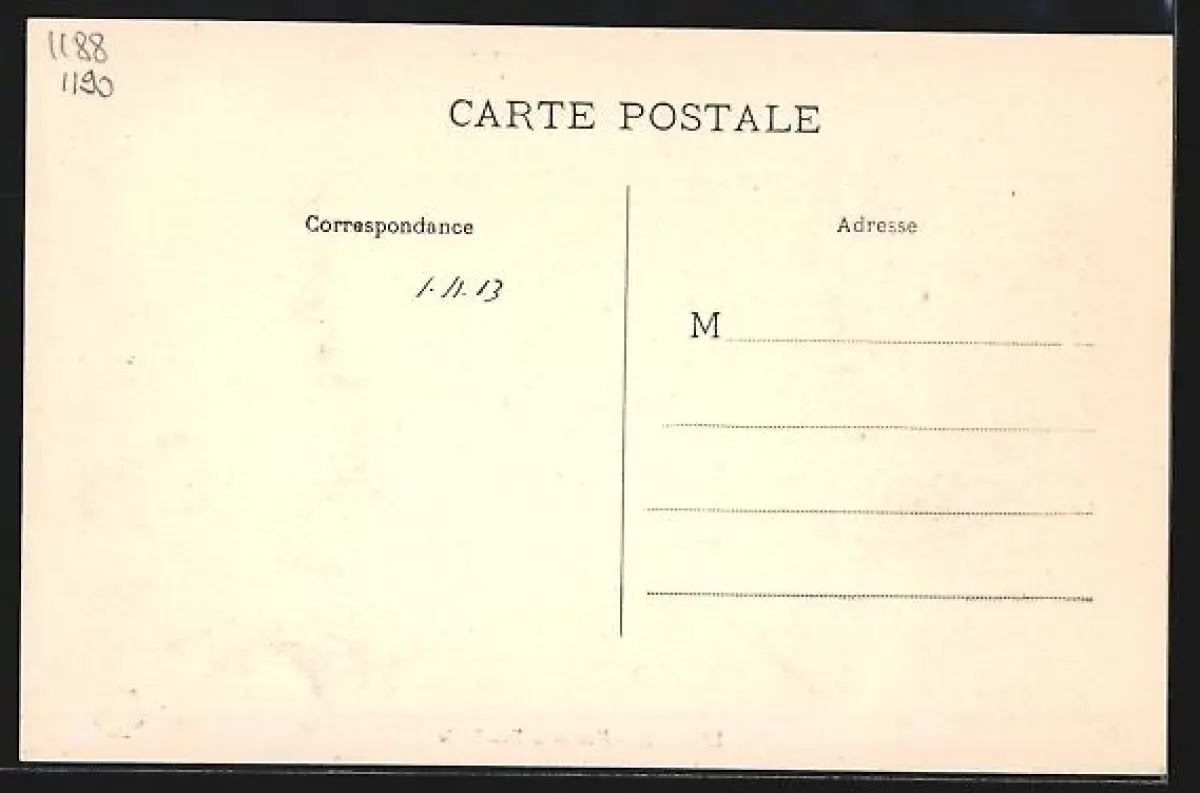 1188
1190
CARTE POSTALE
Correspondance
1.11.13
Adresse
M